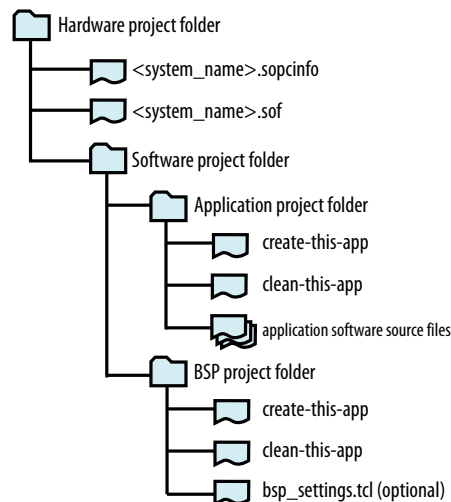 Hardware project folder
<system_name>.sopcinfo
<system_name>.sof
Software project folder
Application project folder
create-this-app
clean-this-app
application software source files
BSP project folder
create-this-app
clean-this-app
bsp_settings.tcl (optional)